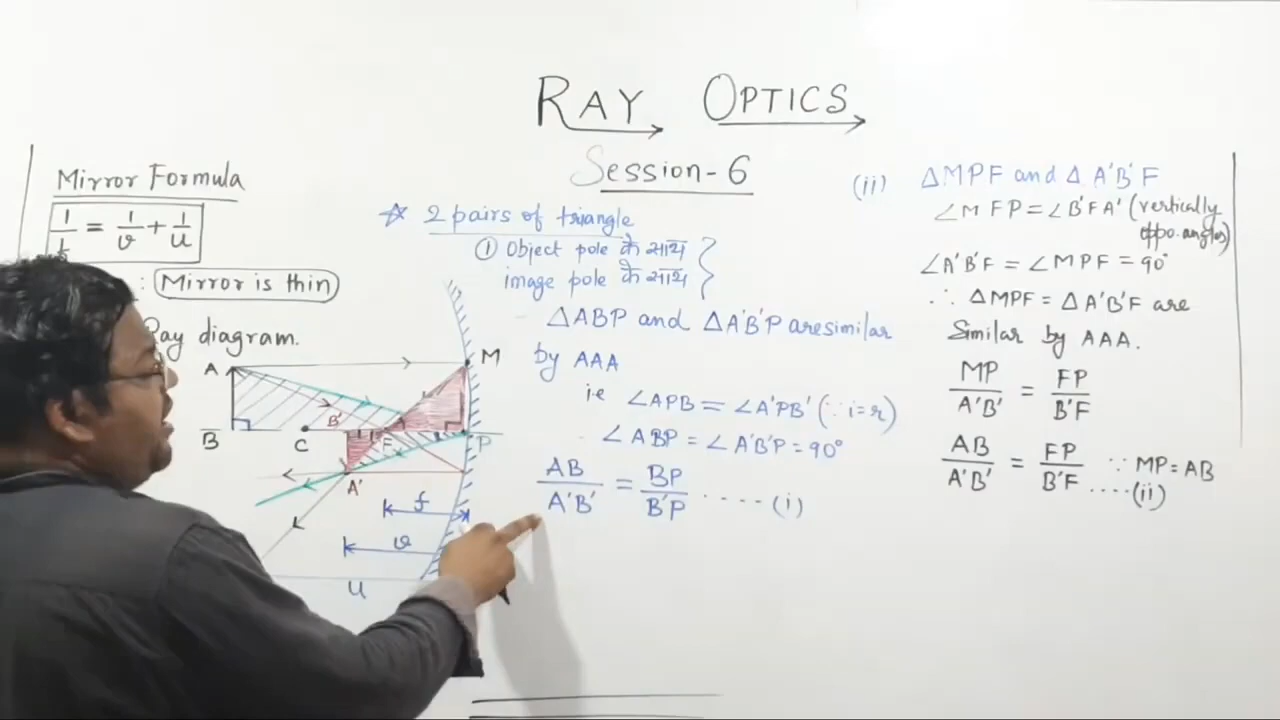 RAY OPTICS
Session-6
Mirror Formula
1/f = 1/v + 1/u
: Mirror is thin
Ray diagram.
A
M
B
C
B'
F
P
A'
f
v
u
☆ 2 pairs of triangle
① Object pole के साथ
image pole के साथ
ΔABP and ΔA'B'P are similar
by AAA
i.e ∠APB = ∠A'PB' (∵ i=r)
∠ABP = ∠A'B'P = 90°
AB/A'B' = BP/B'P ....(i)
(ii) ΔMPF and Δ A'B'F
∠MFP = ∠B'FA' (vertically
oppo. angles)
∠A'B'F = ∠MPF = 90°
∴ ΔMPF = ΔA'B'F are
Similar by AAA.
MP/A'B' = FP/B'F
AB/A'B' = FP/B'F ∵ MP=AB
....(ii)